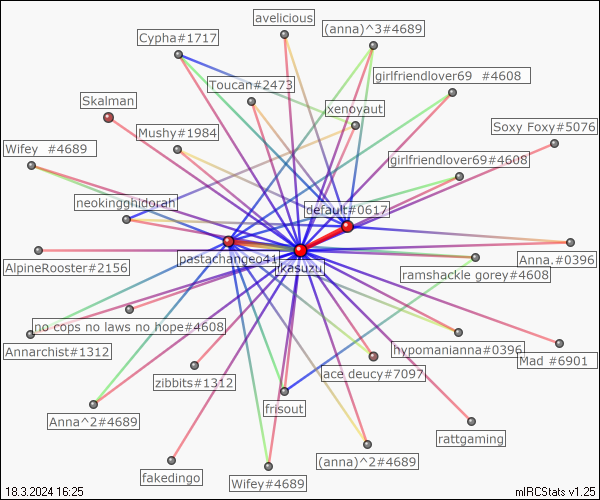 avelicious
(anna)^3#4689
Cypha#1717
girlfriendlover69 #4608
Toucan#2473
Skalman
xenoyaut
Soxy Foxy#5076
Mushy#1984
Wifey #4689
girlfriendlover69#4608
neokingghidorah
default#0617
pastachangeo41
Anna.#0396
rkasuzu
AlpineRooster#2156
ramshackle gorey#4608
no cops no laws no hope#4608
Annarchist#1312
hypomanianna#0396
Mad #6901
ace deucy#7097
zibbits#1312
frisout
Anna^2#4689
rattgaming
(anna)^2#4689
fakedingo
Wifey#4689
18.3.2024 16:25
mIRCStats v1.25